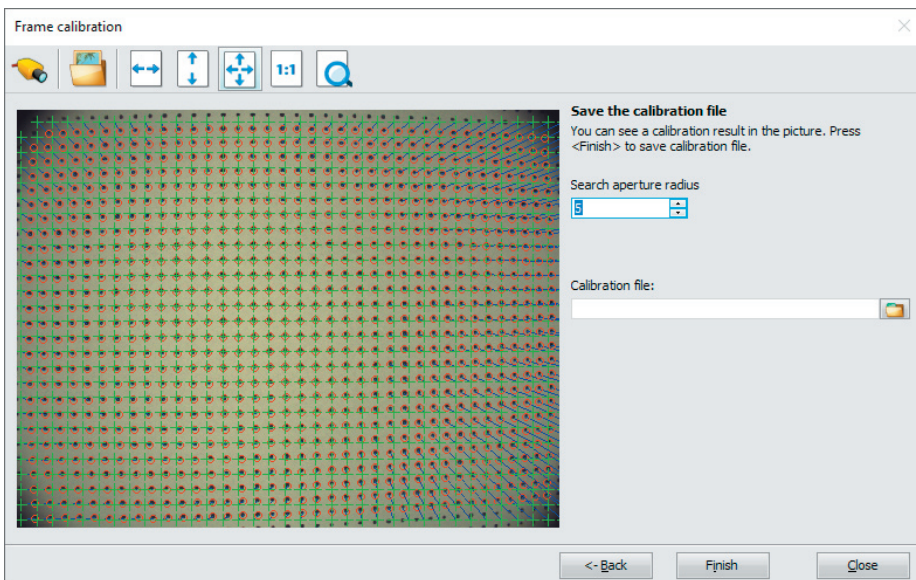 Frame calibration
1:1
Save the calibration file
You can see a calibration result in the picture. Press
<Finish> to save calibration file.
Search aperture radius
5
Calibration file:
<- Back
Finish
Close